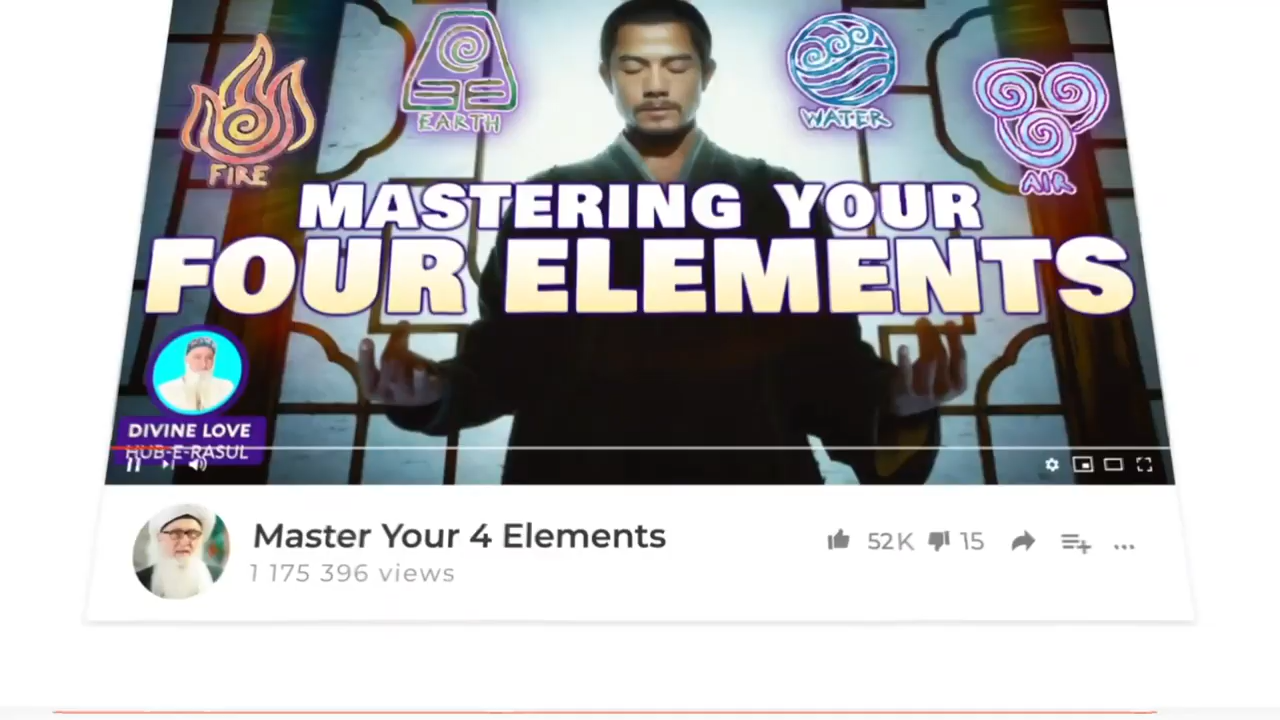 FIRE
EARTH
WATER
AIR
MASTERING YOUR
FOUR ELEMENTS
DIVINE LOVE
HUB-E-RASUL
Master Your 4 Elements
1 175 396 views
52K
15